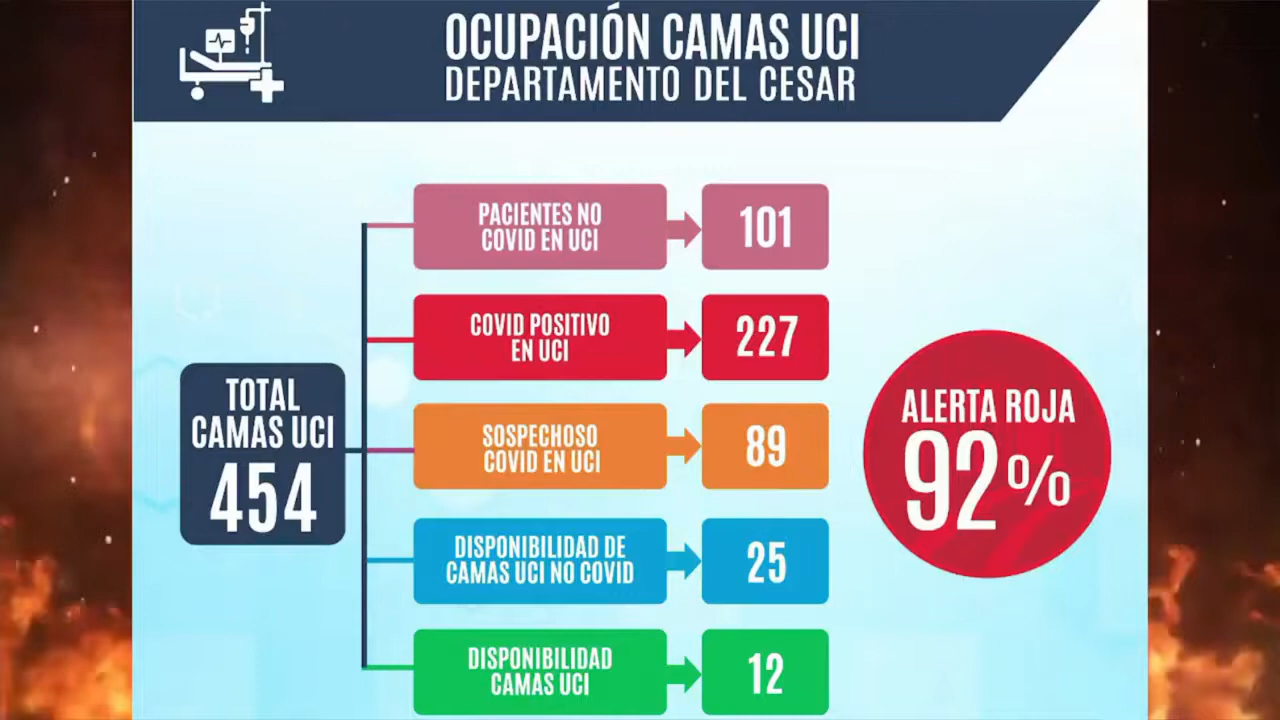 OCUPACIÓN CAMAS UCI
DEPARTAMENTO DEL CESAR
TOTAL
CAMAS UCI
454
PACIENTES NO
COVID EN UCI
101
COVID POSITIVO
EN UCI
227
SOSPECHOSO
COVID EN UCI
89
DISPONIBILIDAD DE
CAMAS UCI NO COVID
25
DISPONIBILIDAD
CAMAS UCI
12
ALERTA ROJA
92%